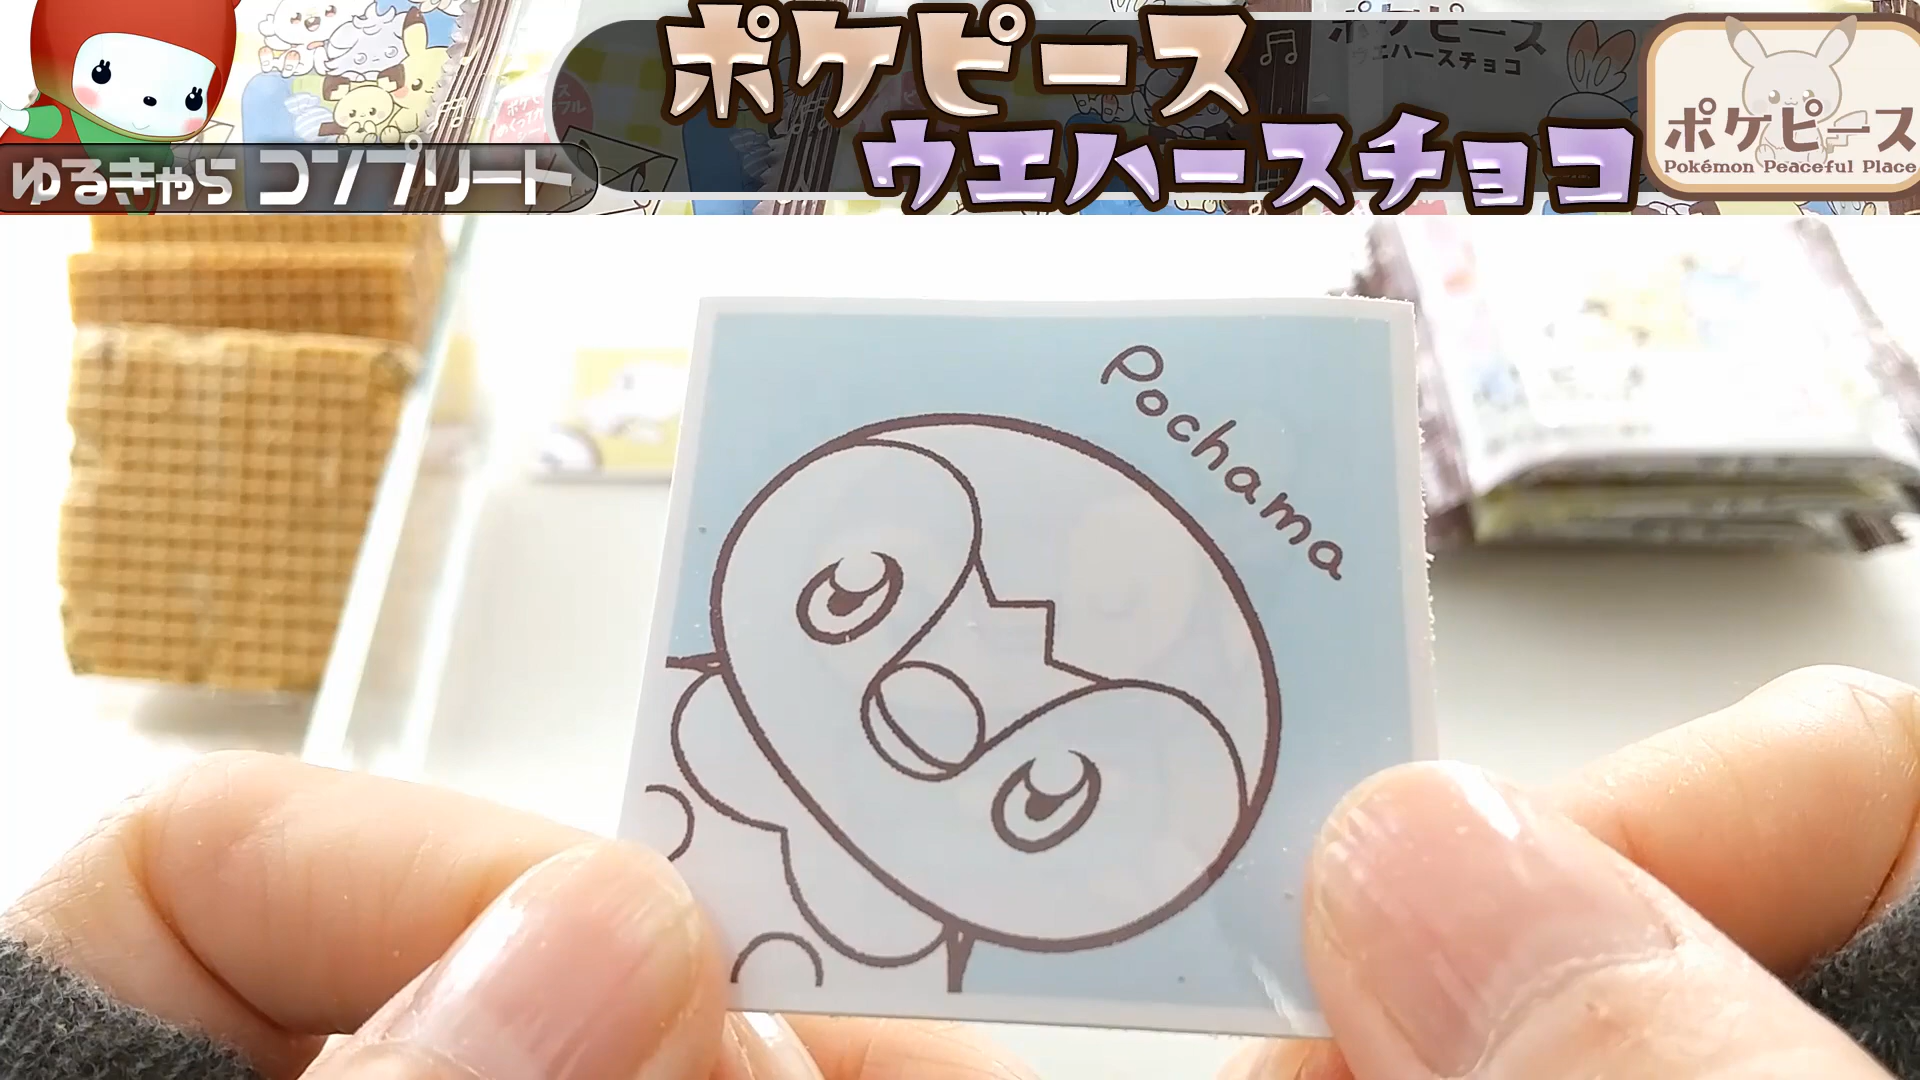 ポケピース
ウエハースチョコ
ゆるきゃら コンプリート
ポケピース
Pokémon Peaceful Place
ポケピース
ウエハースチョコ
Pochama